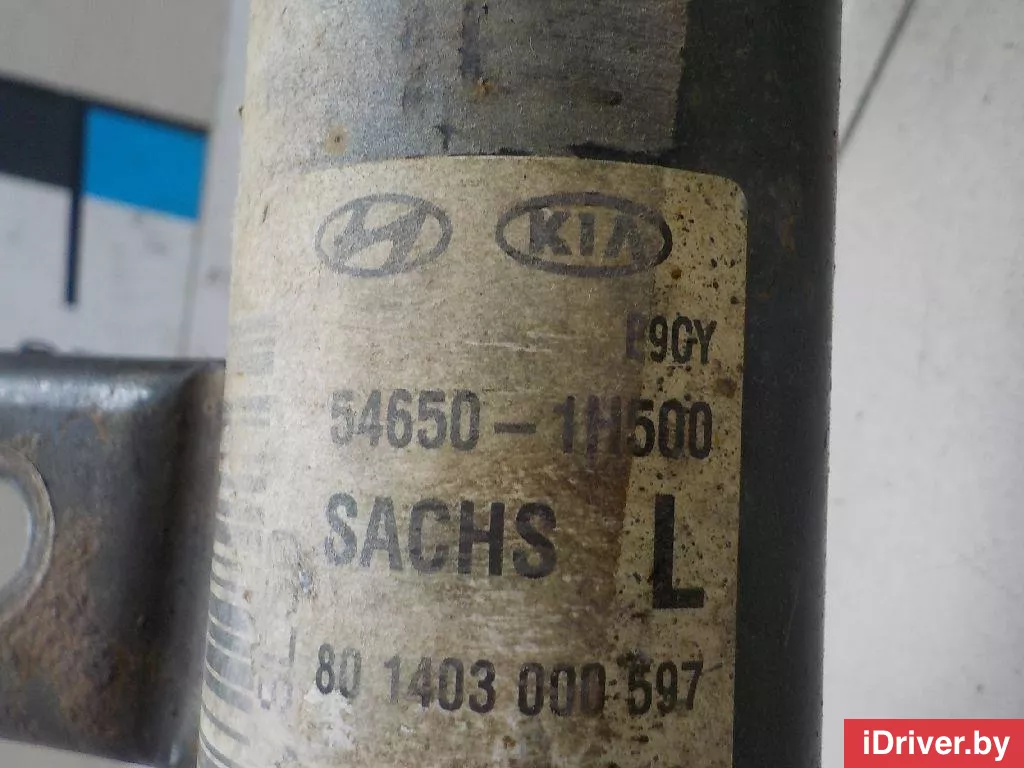 KIA
E9GY
54650-1H500
SACHS L
80 1403 000 597
iDriver.by